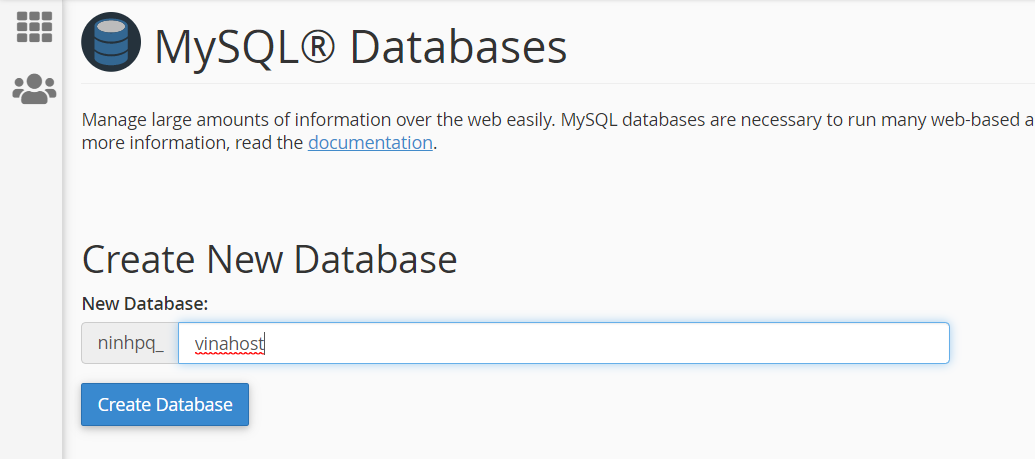 MySQL® Databases
Manage large amounts of information over the web easily. MySQL databases are necessary to run many web-based a
more information, read the documentation.
Create New Database
New Database:
ninhpq_ vinahost
Create Database